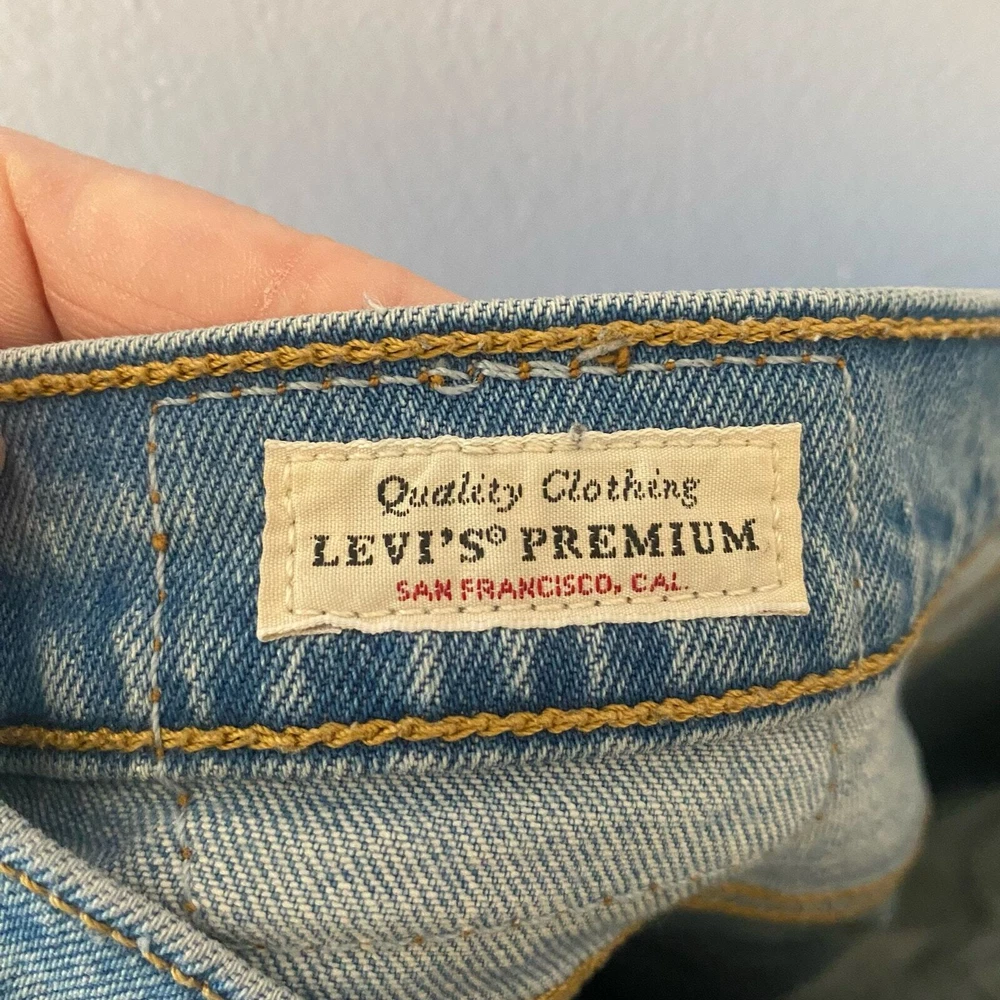 Quality Clothing
LEVI'S® PREMIUM
SAN FRANCISCO, CAL.